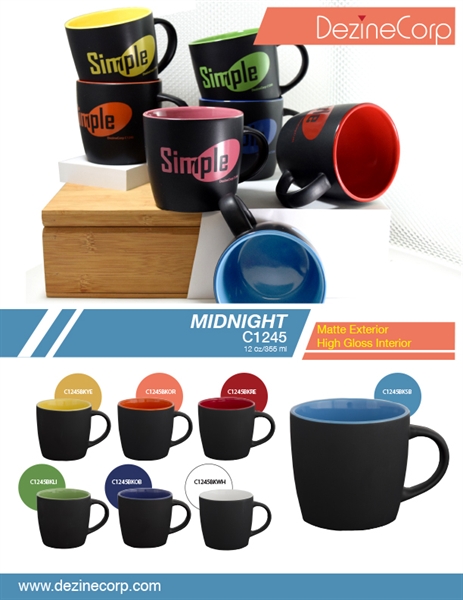 DezineCorp
Simple
Simple
Simple
Simple
MIDNIGHT
C1245
12 oz/355 ml
Matte Exterior
High Gloss Interior
C1245BKYE
C1245BKOR
C1245BKRE
C1245BKSB
C1245BKLI
C1245BKOB
C1245BKWH
www.dezinecorp.com